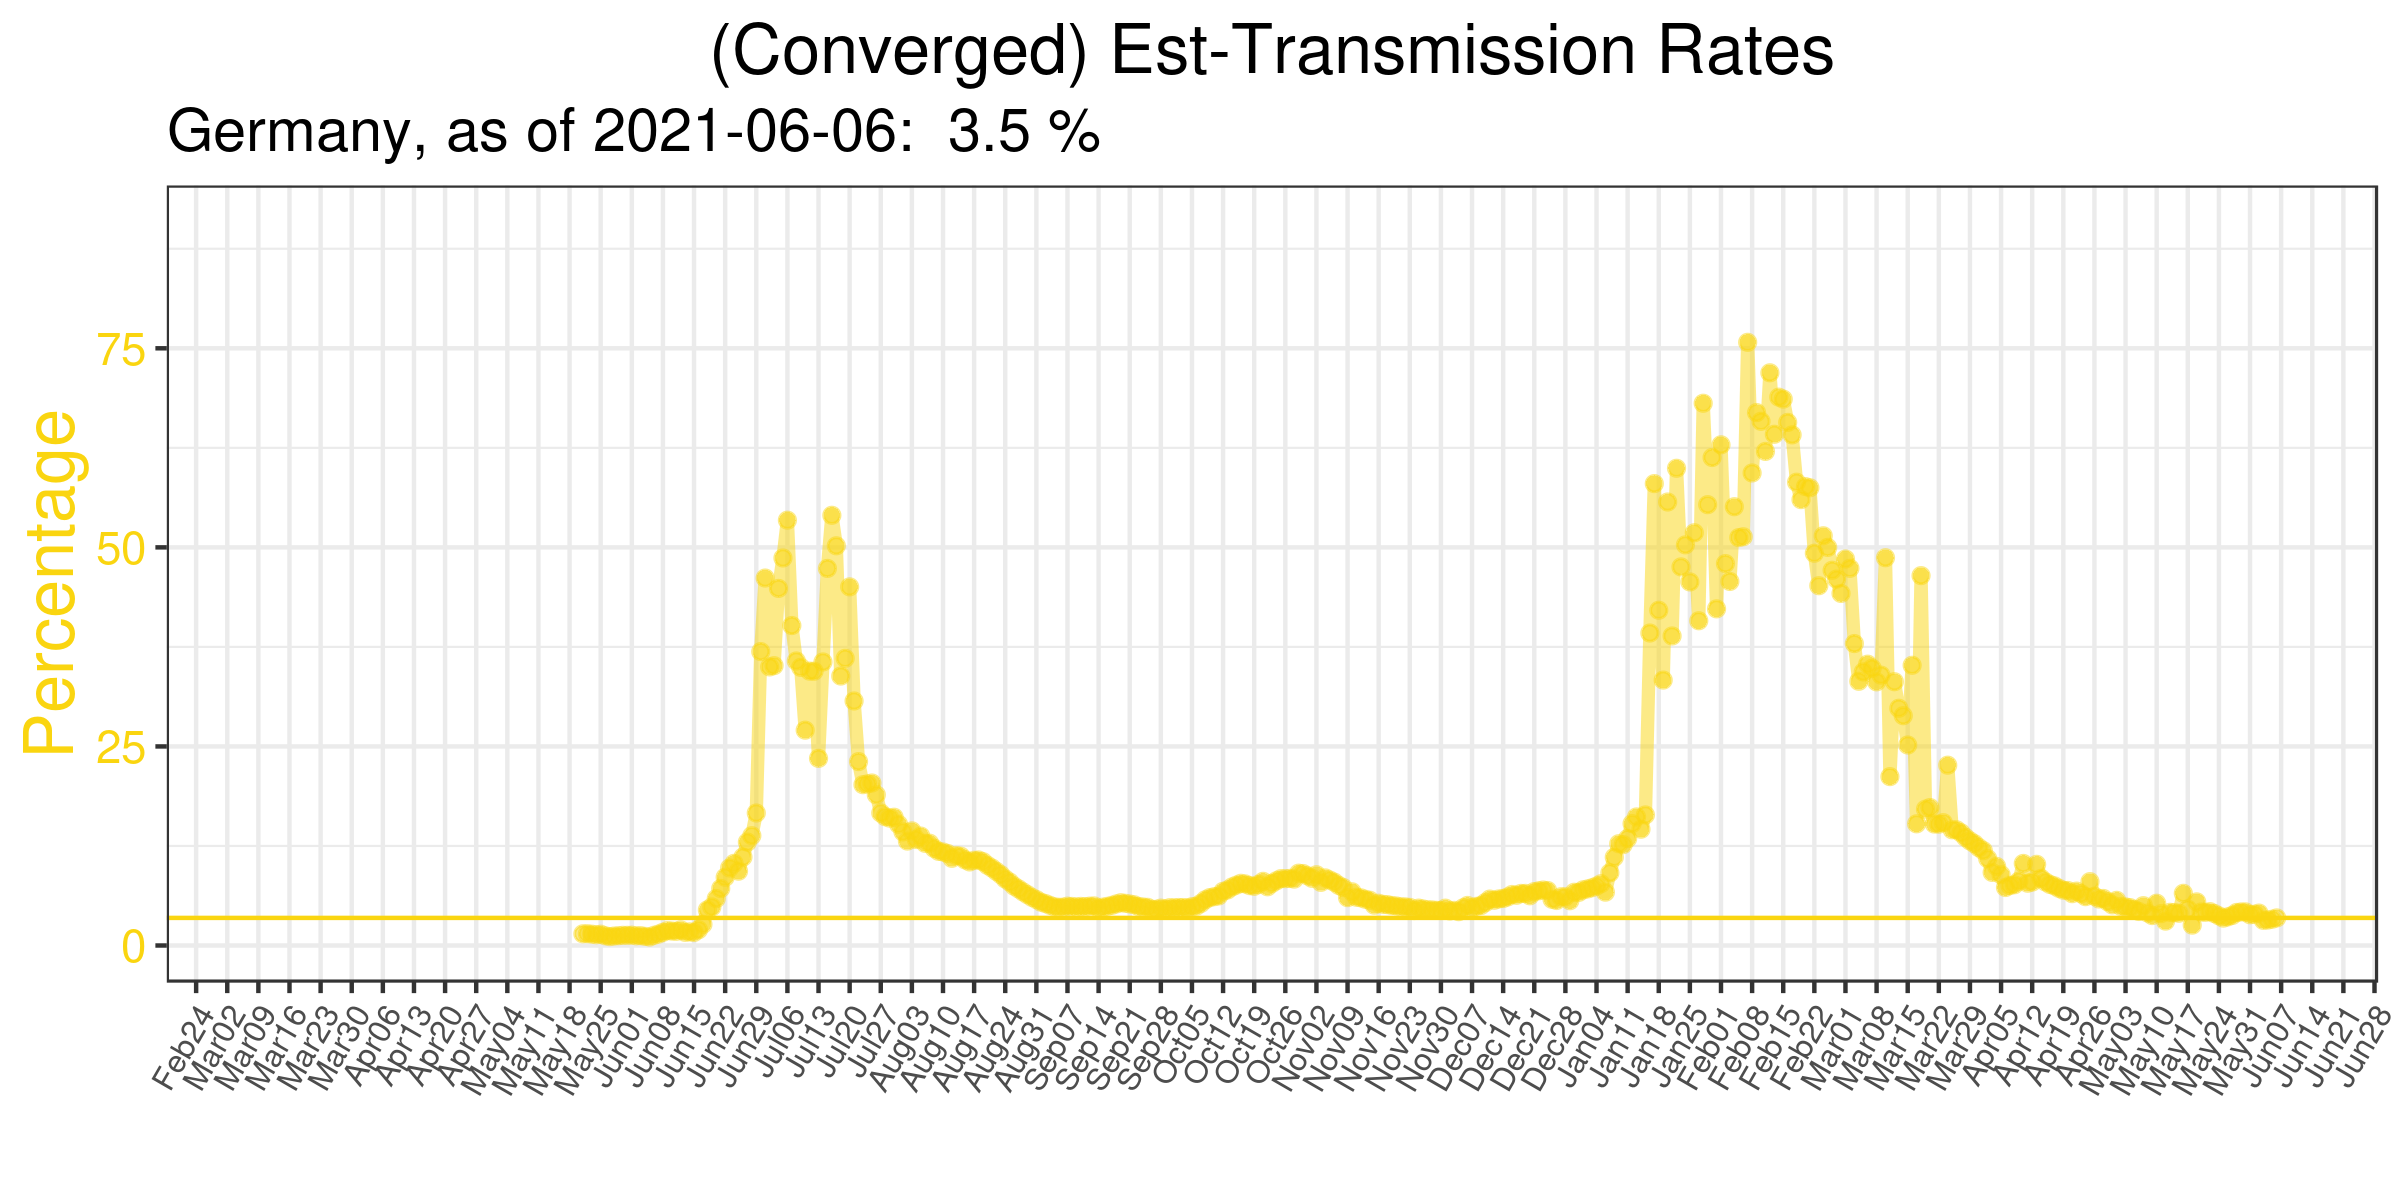 (Converged) Est-Transmission Rates
Germany, as of 2021-06-06:  3.5 %
Percentage
75
50
25
0
Feb24
Mar02
Mar09
Mar16
Mar23
Mar30
Apr06
Apr13
Apr20
Apr27
May04
May11
May18
May25
Jun01
Jun08
Jun15
Jun22
Jun29
Jul06
Jul13
Jul20
Jul27
Aug03
Aug10
Aug17
Aug24
Aug31
Sep07
Sep14
Sep21
Sep28
Oct05
Oct12
Oct19
Oct26
Nov02
Nov09
Nov16
Nov23
Nov30
Dec07
Dec14
Dec21
Dec28
Jan04
Jan11
Jan18
Jan25
Feb01
Feb08
Feb15
Feb22
Mar01
Mar08
Mar15
Mar22
Mar29
Apr05
Apr12
Apr19
Apr26
May03
May10
May17
May24
May31
Jun07
Jun14
Jun21
Jun28